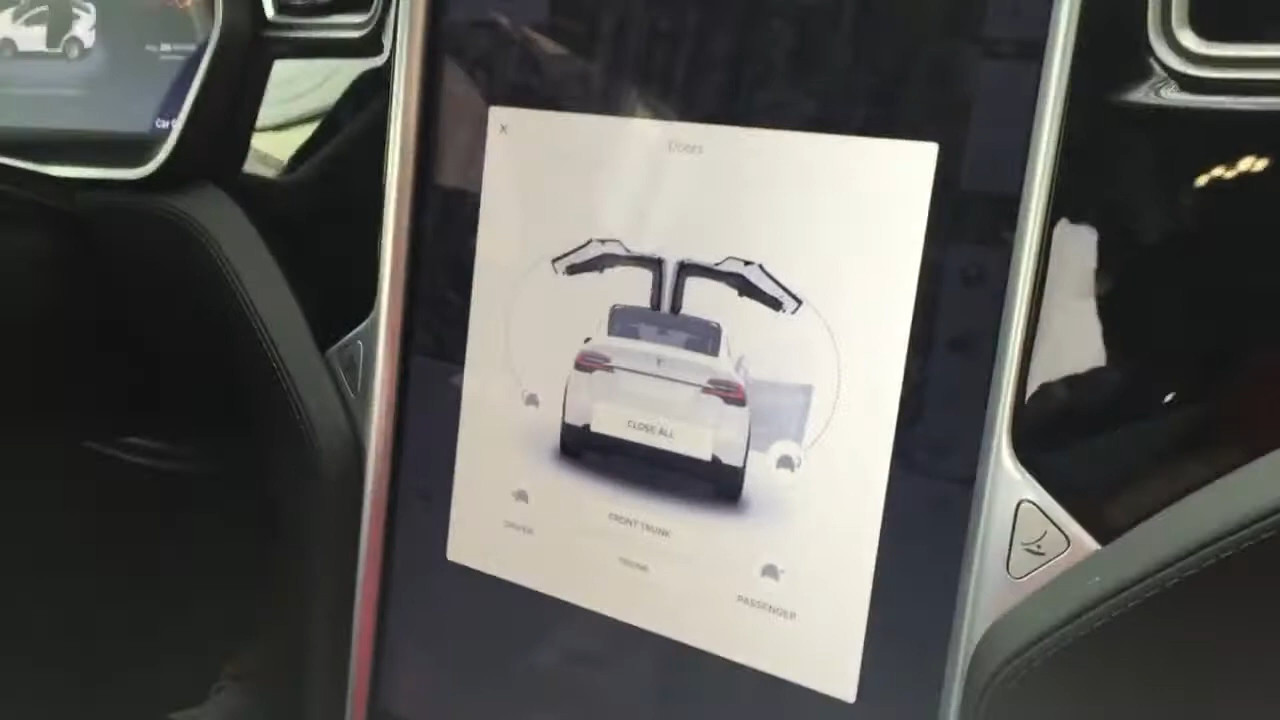 X
Doors
CLOSE ALL
DRIVER
FRONT TRUNK
TRUNK
PASSENGER